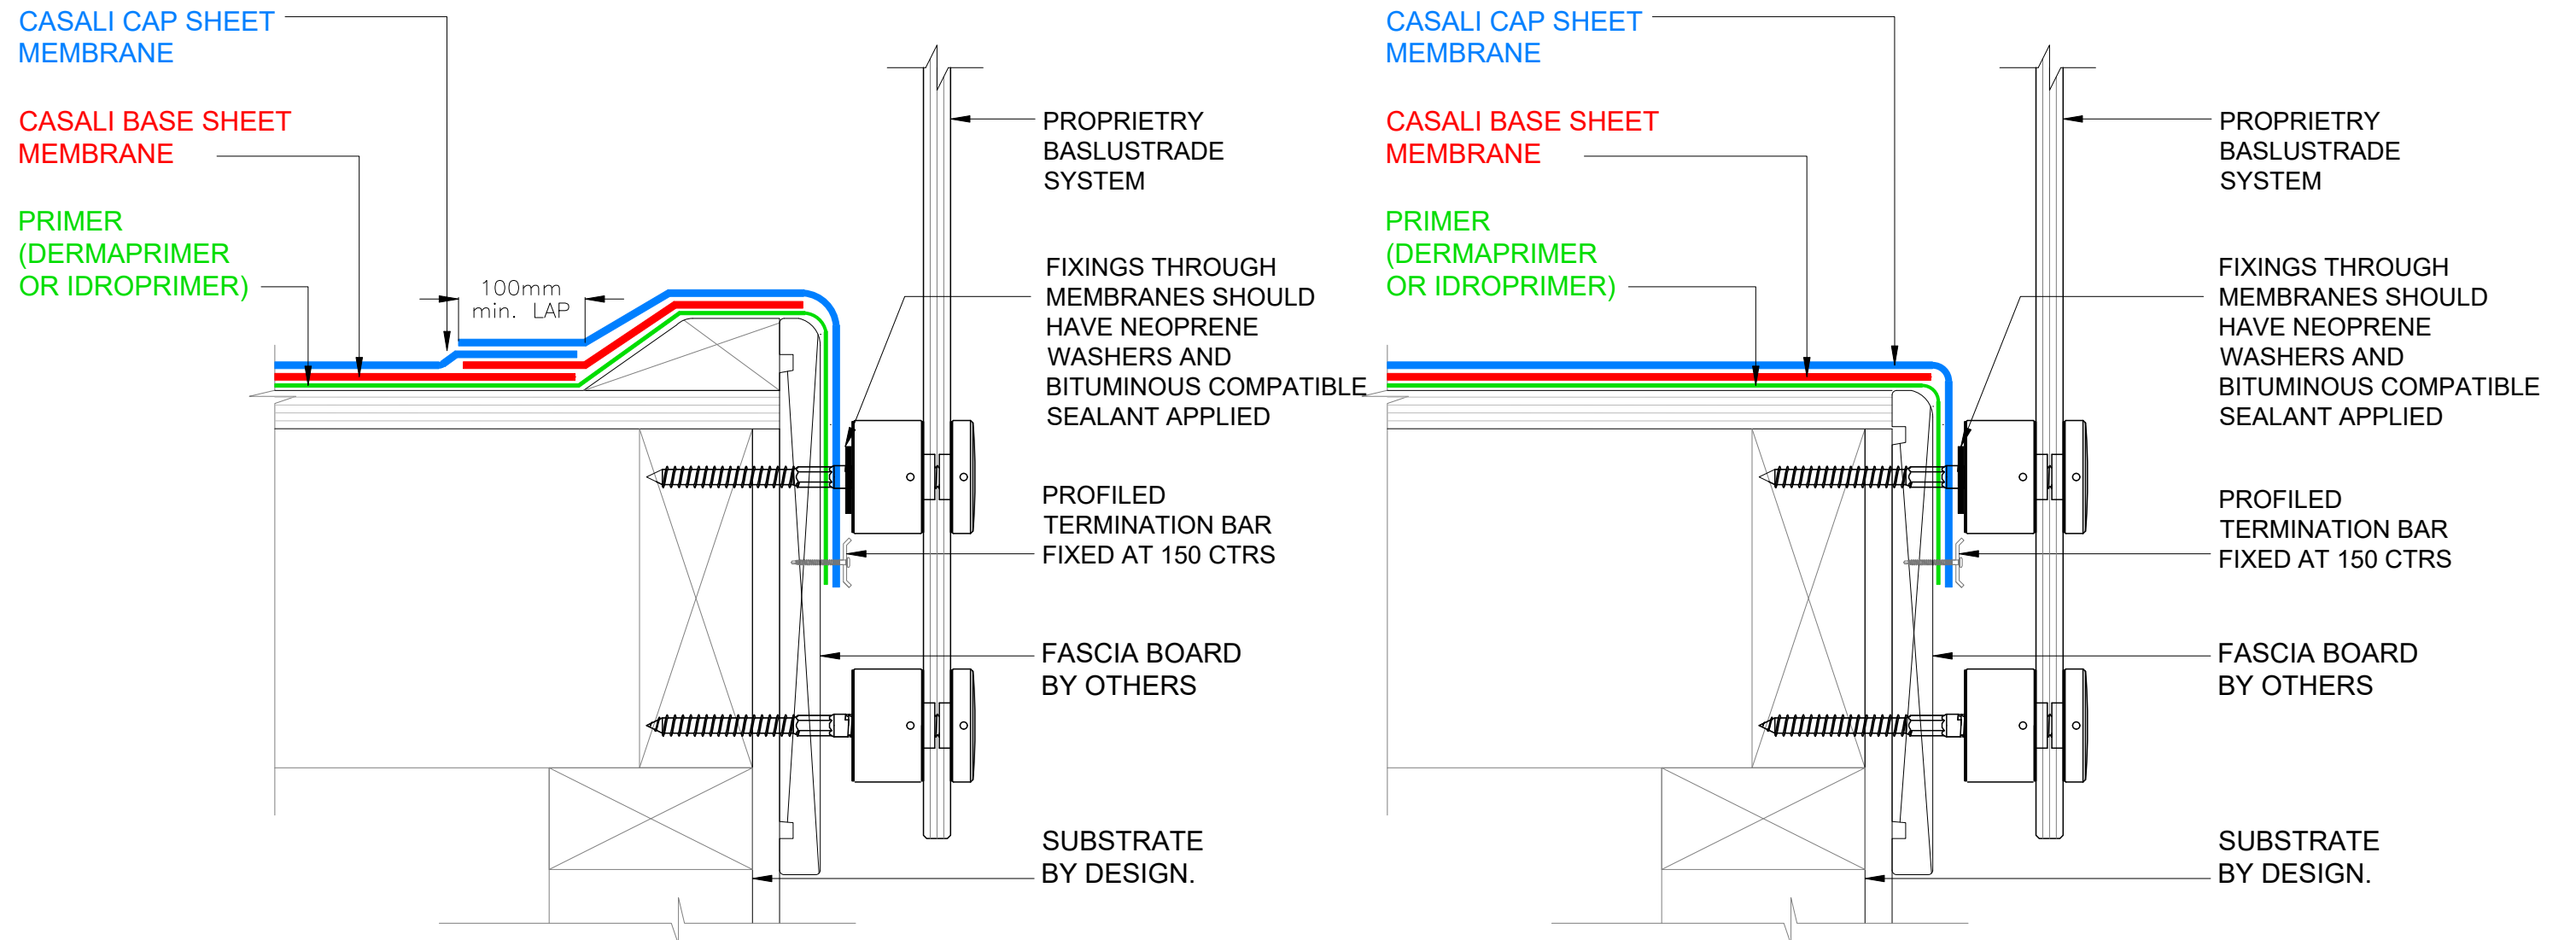 CASALI CAP SHEET
MEMBRANE
CASALI BASE SHEET
MEMBRANE
PRIMER
(DERMAPRIMER
OR IDROPRIMER)
100mm
min. LAP
PROPRIETRY
BASLUSTRADE
SYSTEM
FIXINGS THROUGH
MEMBRANES SHOULD
HAVE NEOPRENE
WASHERS AND
BITUMINOUS COMPATIBLE
SEALANT APPLIED
PROFILED
TERMINATION BAR
FIXED AT 150 CTRS
FASCIA BOARD
BY OTHERS
SUBSTRATE
BY DESIGN.
CASALI CAP SHEET
MEMBRANE
CASALI BASE SHEET
MEMBRANE
PRIMER
(DERMAPRIMER
OR IDROPRIMER)
PROPRIETRY
BASLUSTRADE
SYSTEM
FIXINGS THROUGH
MEMBRANES SHOULD
HAVE NEOPRENE
WASHERS AND
BITUMINOUS COMPATIBLE
SEALANT APPLIED
PROFILED
TERMINATION BAR
FIXED AT 150 CTRS
FASCIA BOARD
BY OTHERS
SUBSTRATE
BY DESIGN.